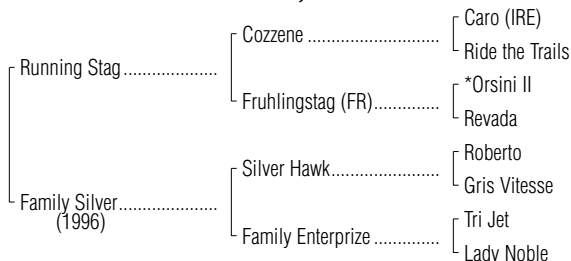 Caro (IRE)
Cozzene
Ride the Trails
Running Stag
*Orsini II
Fruhlingstag (FR)
Revada
Roberto
Silver Hawk
Gris Vitesse
Family Silver
(1996)
Tri Jet
Family Enterprize
Lady Noble